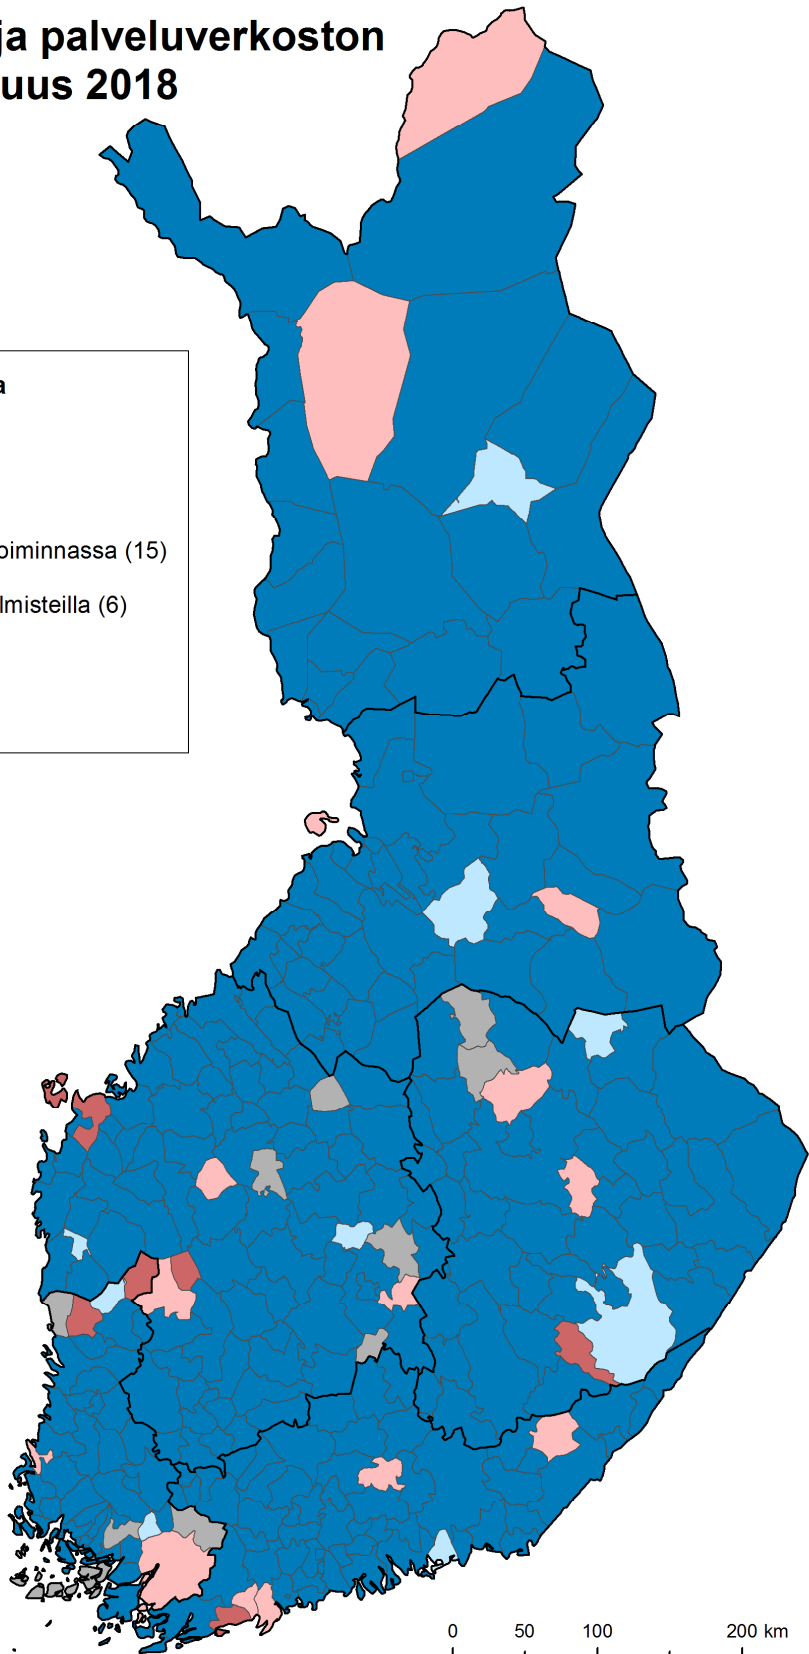 ja palveluverkoston
uus 2018
a
oiminnassa (15)
lmisteilla (6)
0 50 100 200 km